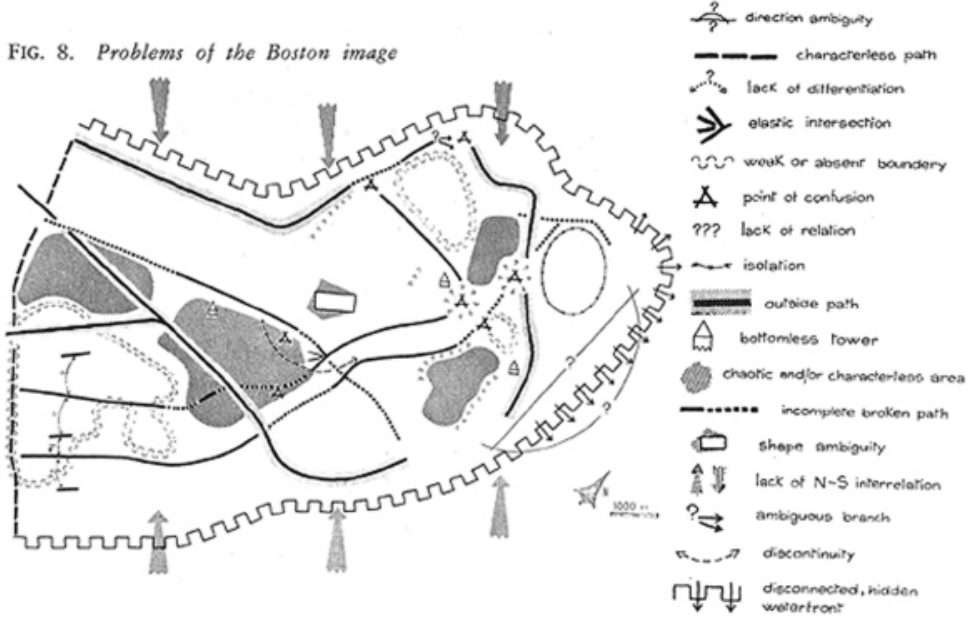 FIG. 8. Problems of the Boston image
? ? direction ambiguity
characterless path
? lack of differentiation
elastic intersection
weak or absent boundary
point of confusion
??? lack of relation
isolation
outside path
bottomless tower
chaotic and/or characterless area
incomplete broken path
shape ambiguity
lack of N-S interrelation
? ambiguous branch
discontinuity
disconnected, hidden
waterfront
?
?
?